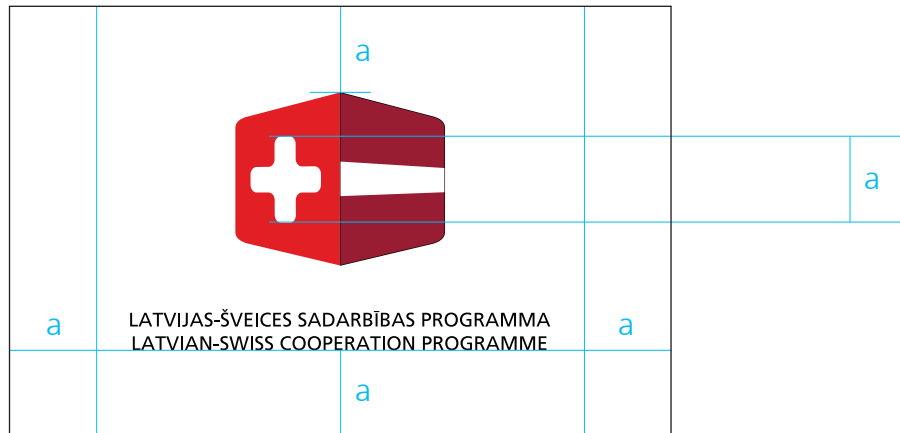 a
a
a
LATVIJAS-ŠVEICES SADARBĪBAS PROGRAMMA
a
LATVIAN-SWISS COOPERATION PROGRAMME
a